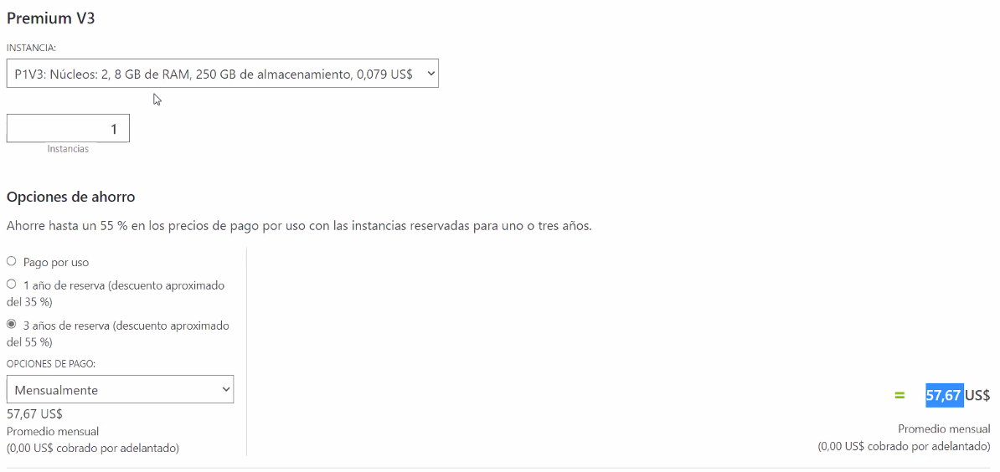 Premium V3
INSTANCIA:
P1V3: Núcleos: 2, 8 GB de RAM, 250 GB de almacenamiento, 0,079 US$
1
Instancias
Opciones de ahorro
Ahorre hasta un 55 % en los precios de pago por uso con las instancias reservadas para uno o tres años.
Pago por uso
1 año de reserva (descuento aproximado
del 35 %)
3 años de reserva (descuento aproximado
del 55 %)
OPCIONES DE PAGO:
Mensualmente
57,67 US$
Promedio mensual
(0,00 US$ cobrado por adelantado)
= 57,67 US$
Promedio mensual
(0,00 US$ cobrado por adelantado)